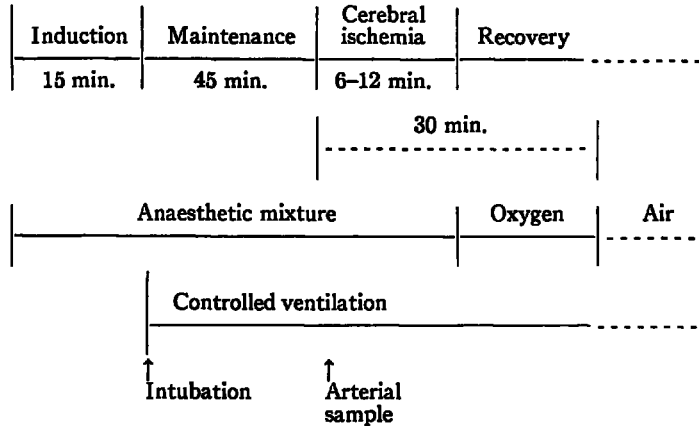 Cerebral
Induction Maintenance ischemia Recovery
15 min. 45 min. 6–12 min.
30 min.
Anaesthetic mixture Oxygen Air
Controlled ventilation
Intubation Arterial
sample